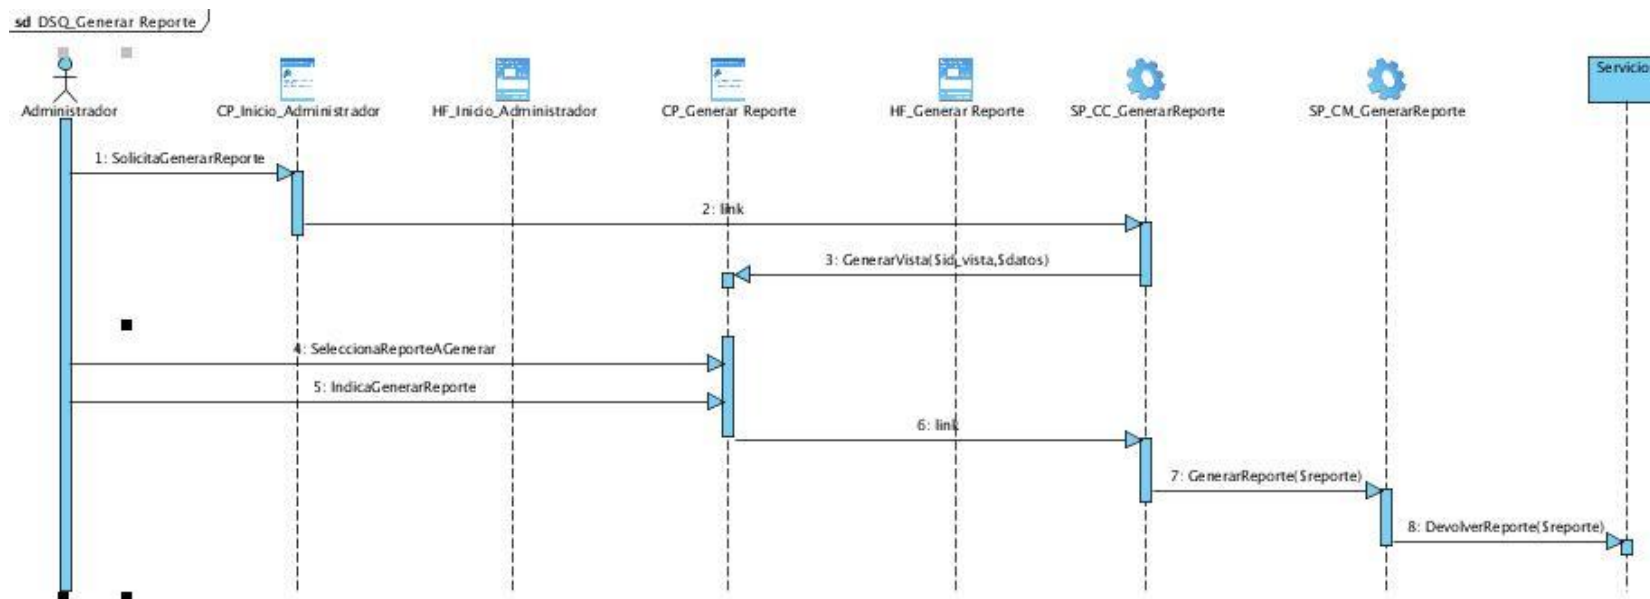 sd DSQ_Generar Reporte
Administrador
CP_Inicio_Administrador
HF_Inicio_Administrador
CP_Generar Reporte
HF_Generar Reporte
SP_CC_GenerarReporte
SP_CM_GenerarReporte
Servicio
1: SolicitaGenerarReporte
2: link
3: GenerarVista($id_vista,$datos)
4: SeleccionaReporteAGenerar
5: IndicaGenerarReporte
6: link
7: GenerarReporte($reporte)
8: DevolverReporte($reporte)